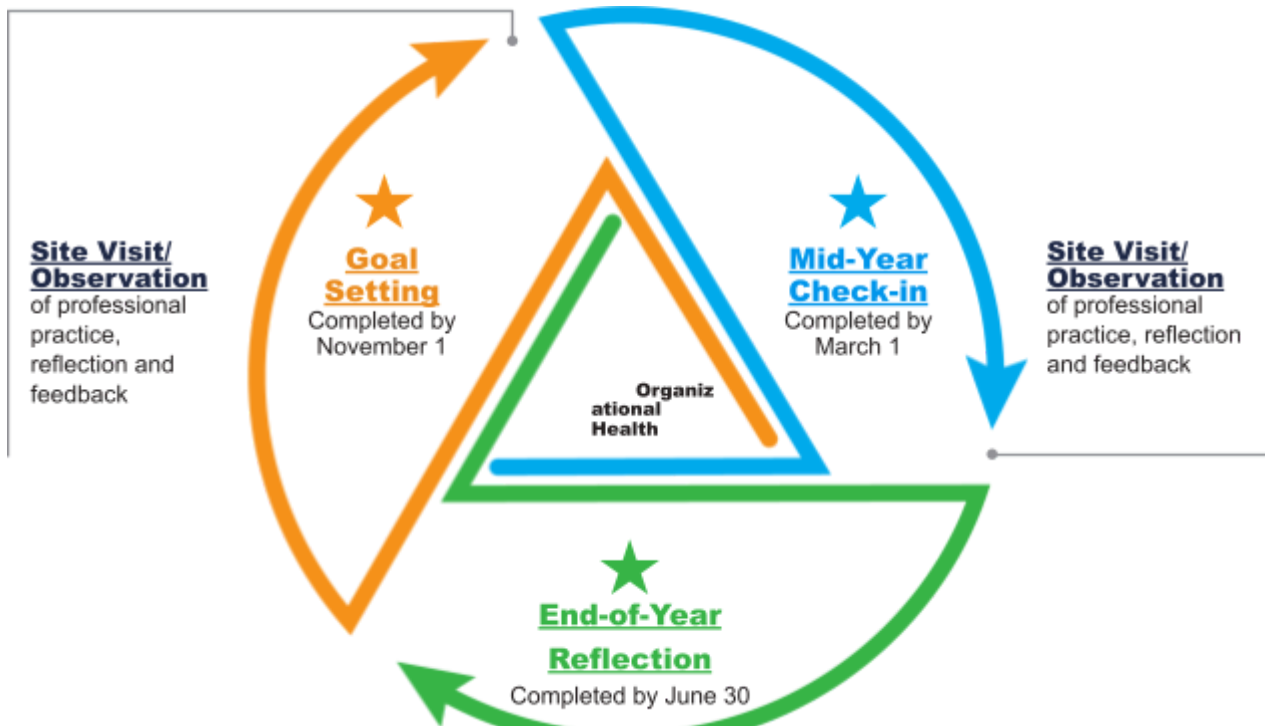 Site Visit/
Observation
of professional
practice,
reflection and
feedback
Goal
Setting
Completed by
November 1
Organiz
ational
Health
Mid-Year
Check-in
Completed by
March 1
Site Visit/
Observation
of professional
practice, reflection
and feedback
End-of-Year
Reflection
Completed by June 30